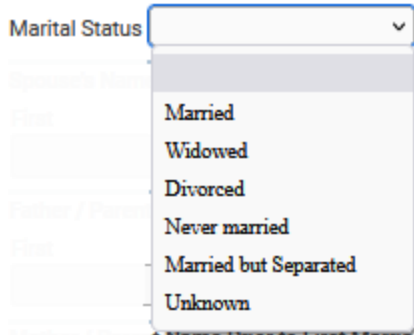 Marital Status
Married
Widowed
Divorced
Never married
Married but Separated
Unknown